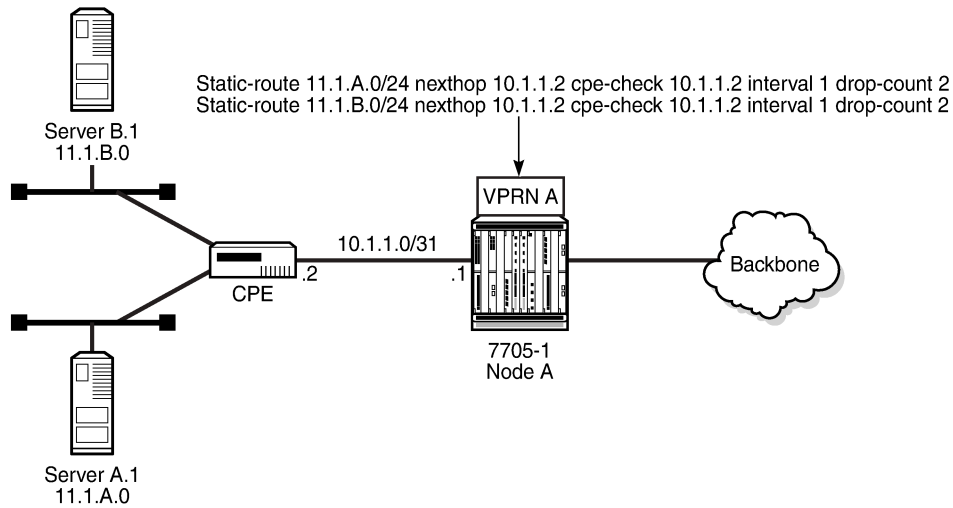 Static-route 11.1.A.0/24 nexthop 10.1.1.2 cpe-check 10.1.1.2 interval 1 drop-count 2
Static-route 11.1.B.0/24 nexthop 10.1.1.2 cpe-check 10.1.1.2 interval 1 drop-count 2
Server B.1
11.1.B.0
VPRN A
10.1.1.0/31
.2
.1
CPE
Backbone
7705-1
Node A
Server A.1
11.1.A.0